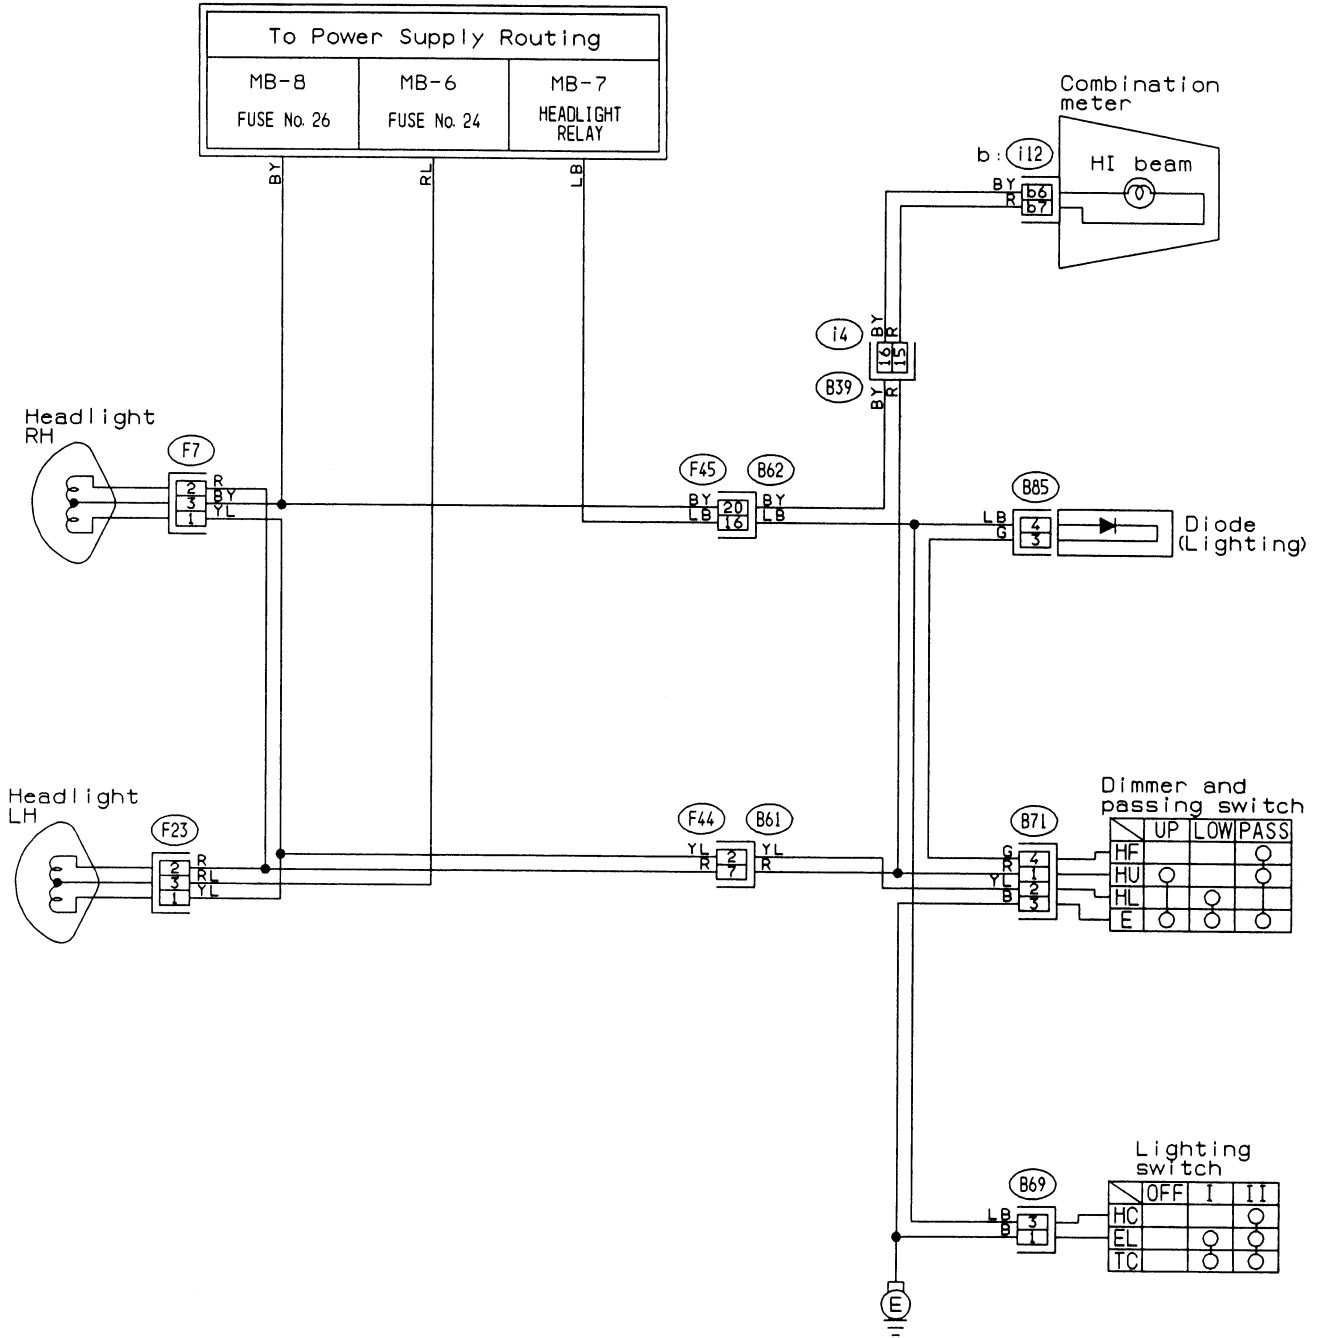 To Power Supply Routing
MB-8
FUSE No. 26
MB-6
FUSE No. 24
MB-7
HEADLIGHT
RELAY
BY
RL
LB
Combination
meter
b: i12
HI beam
BY
R
b6
b7
BY
R
i4
16
15
B39
BY
R
Headlight
RH
F7
2
3
1
R
BY
YL
F45
B62
BY
LB
20
16
BY
LB
B85
LB
G
4
3
Diode
(Lighting)
Headlight
LH
F23
2
3
1
R
RL
YL
F44
B61
YL
R
2
7
YL
R
B71
G
R
YL
B
4
1
2
3
Dimmer and
passing switch
UP LOW PASS
HF
HU
HL
E
Lighting
switch
B69
LB
B
3
1
OFF I II
HC
EL
TC
E